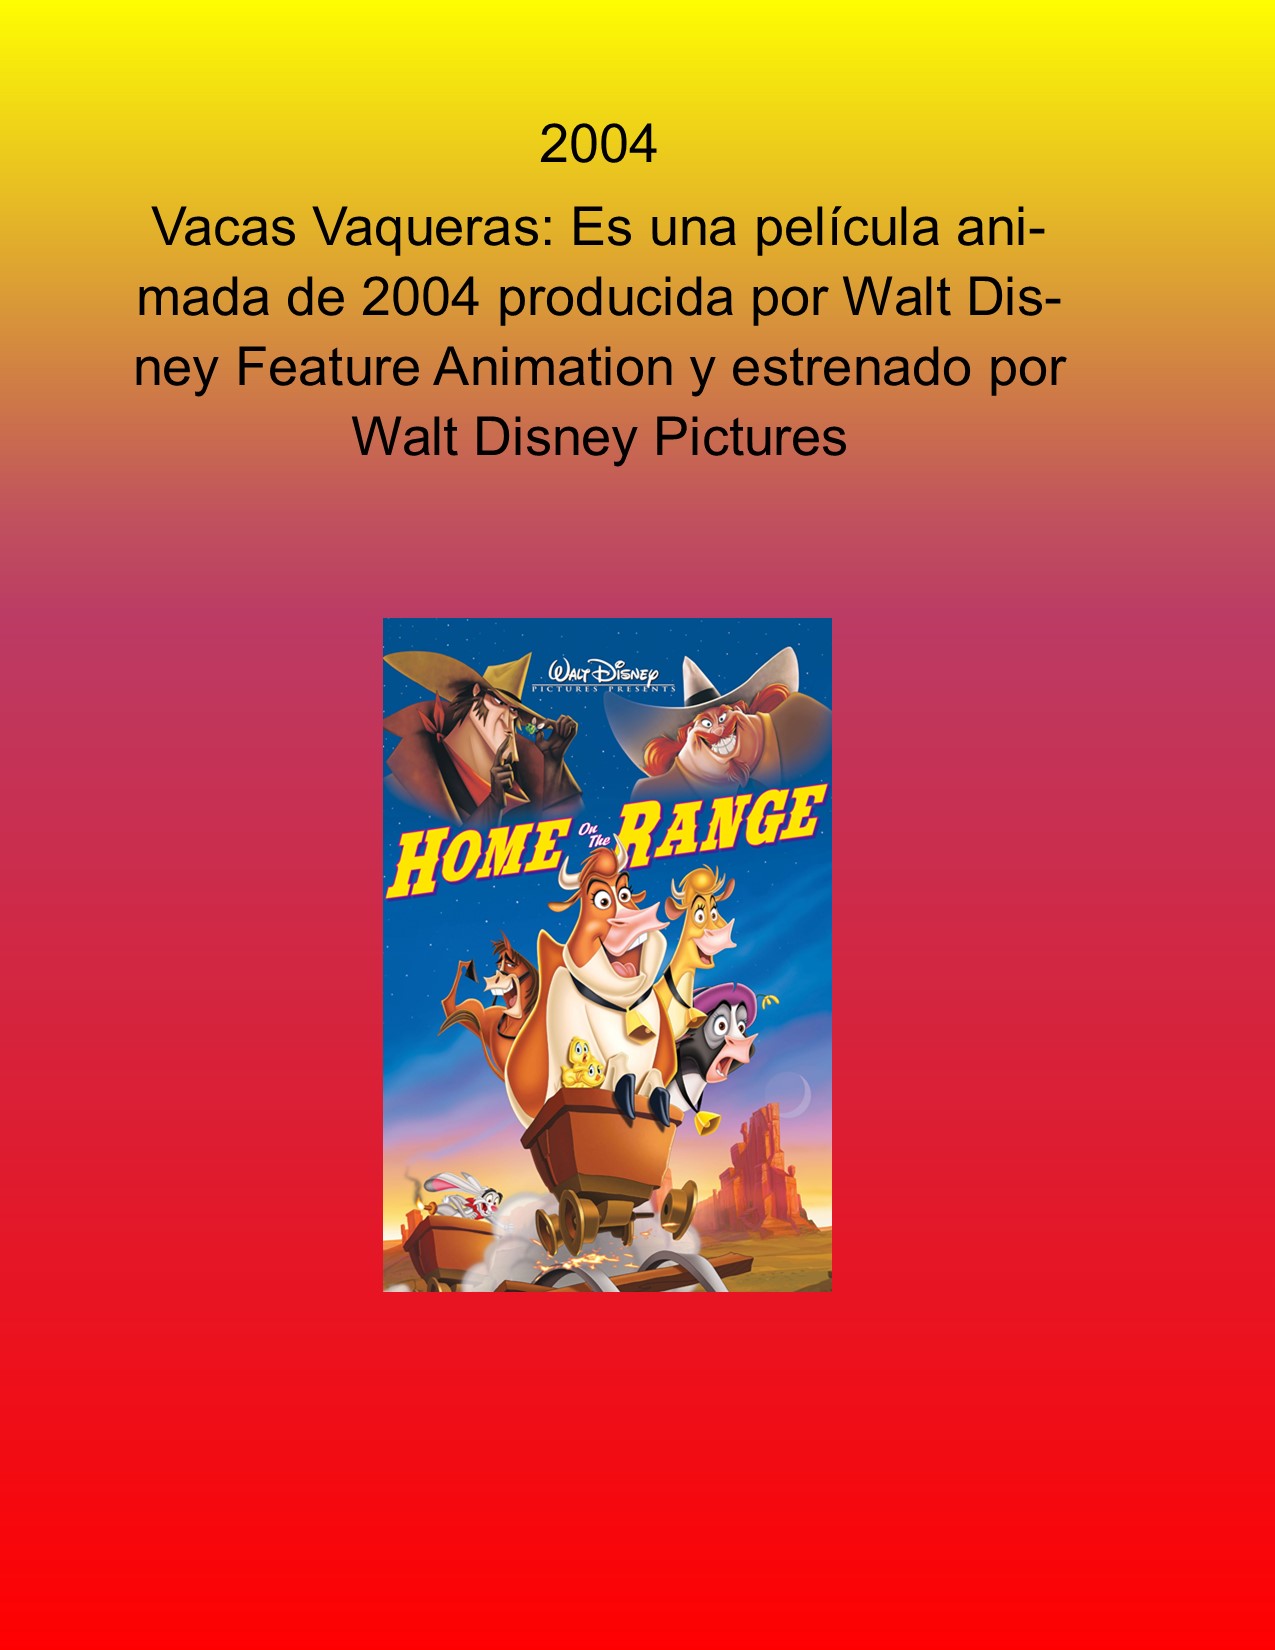 2004
Vacas Vaqueras: Es una película ani-
mada de 2004 producida por Walt Dis-
ney Feature Animation y estrenado por
Walt Disney Pictures
WALT DISNEY
PICTURES PRESENTS
HOME On The RANGE